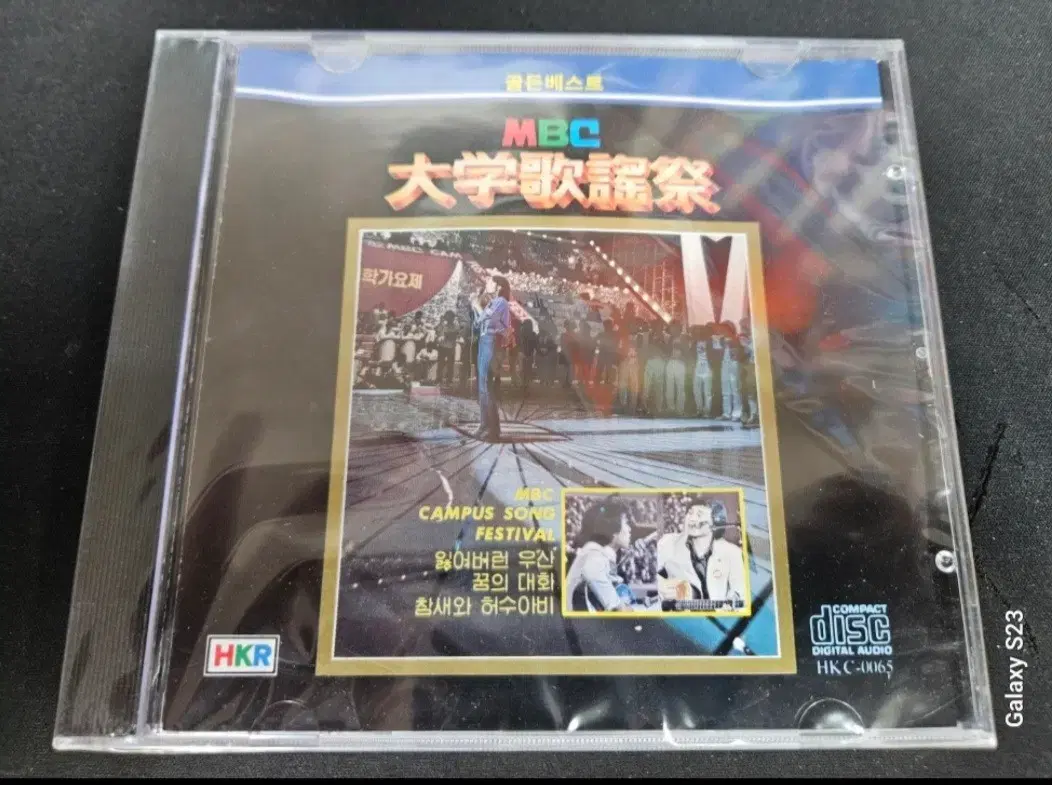 골든베스트
MBC
大学歌謠祭
학가요제
MBC
CAMPUS SONG
FESTIVAL
잃어버린 우산
꿈의 대화
참새와 허수아비
HKR
COMPACT
disc
DIGITAL AUDIO
HKC-0065
Galaxy S23